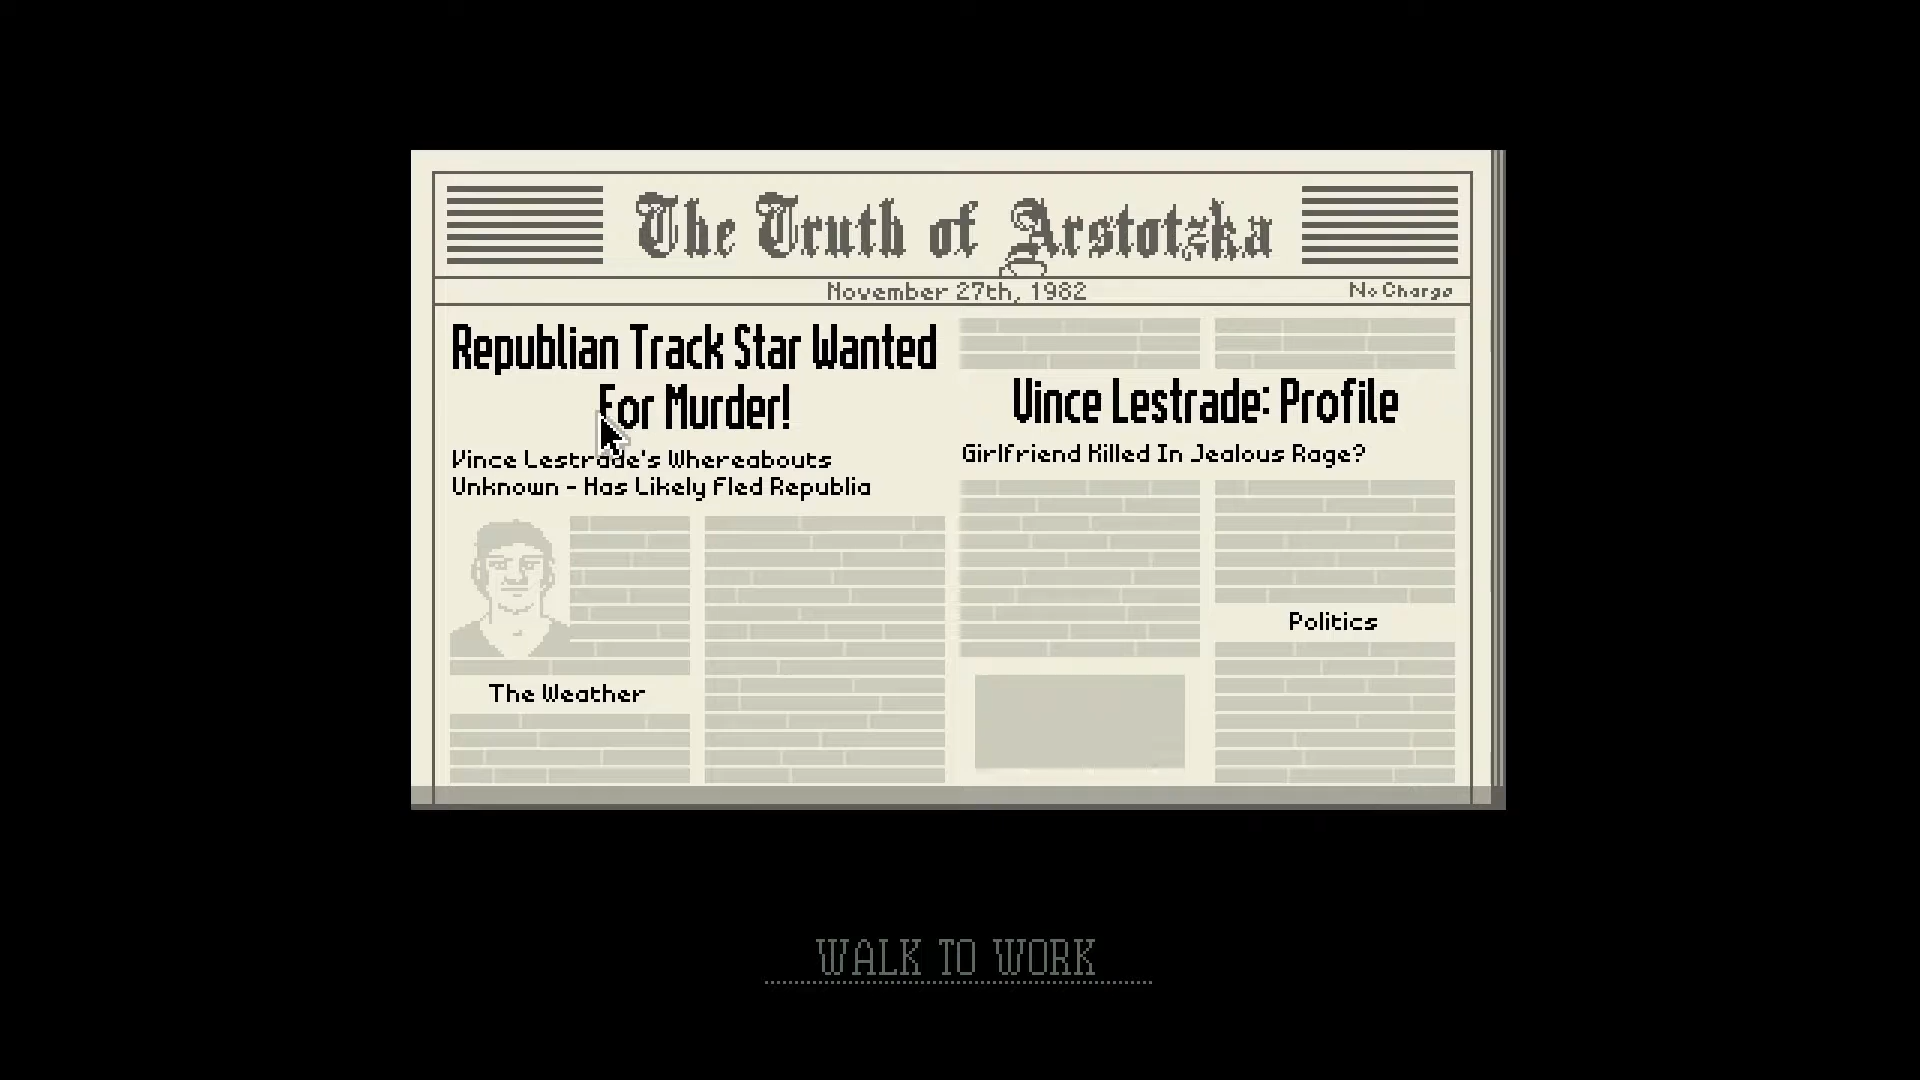 The Truth of Arstotzka
November 27th, 1982
No Charge
Republian Track Star Wanted
For Murder!
Vince Lestrade's Whereabouts
Unknown - Has Likely Fled Republia
The Weather
Vince Lestrade: Profile
Girlfriend Killed In Jealous Rage?
Politics
WALK TO WORK